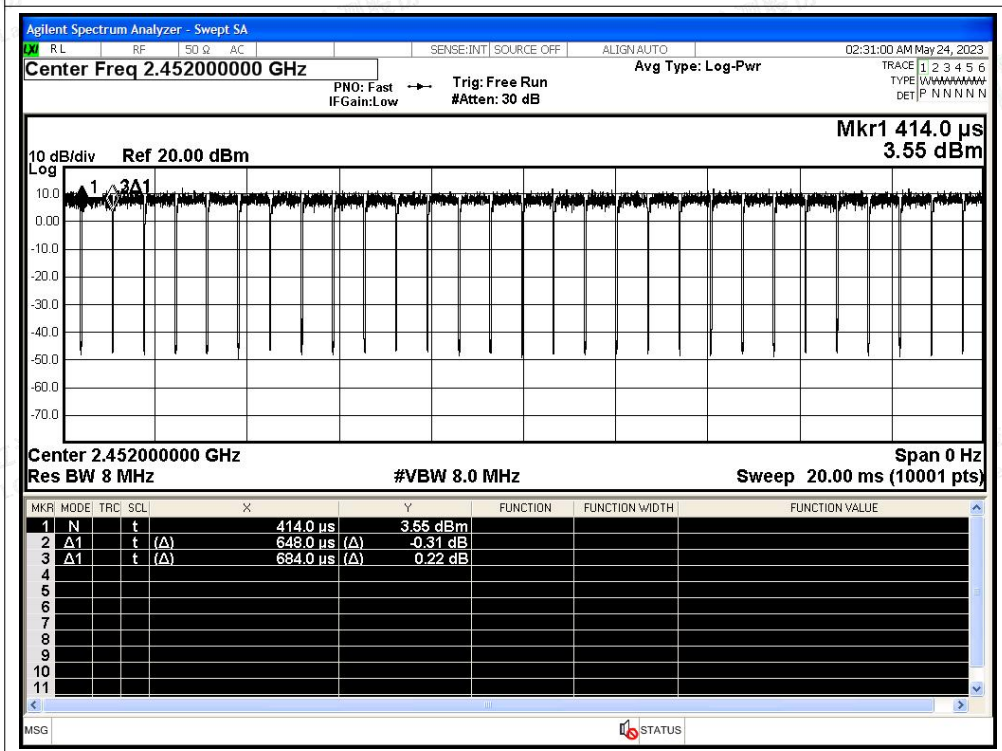 Agilent Spectrum Analyzer - Swept SA
LXI RL RF 50 Ω AC SENSE:INT SOURCE OFF ALIGN AUTO 02:31:00 AM May 24, 2023
Center Freq 2.452000000 GHz
PNO: Fast
IFGain:Low
Trig: Free Run
#Atten: 30 dB
Avg Type: Log-Pwr
TRACE 1 2 3 4 5 6
TYPE WWWWWW
DET P N N N N N
Mkr1 414.0 µs
3.55 dBm
10 dB/div Ref 20.00 dBm
Log
1 3Δ1
10.0
0.00
-10.0
-20.0
-30.0
-40.0
-50.0
-60.0
-70.0
Center 2.452000000 GHz Span 0 Hz
Res BW 8 MHz #VBW 8.0 MHz Sweep 20.00 ms (10001 pts)
MKR MODE TRC SCL X Y FUNCTION FUNCTION WIDTH FUNCTION VALUE
1 N t 414.0 µs 3.55 dBm
2 Δ1 t (Δ) 648.0 µs (Δ) -0.31 dB
3 Δ1 t (Δ) 684.0 µs (Δ) 0.22 dB
4
5
6
7
8
9
10
11
MSG STATUS